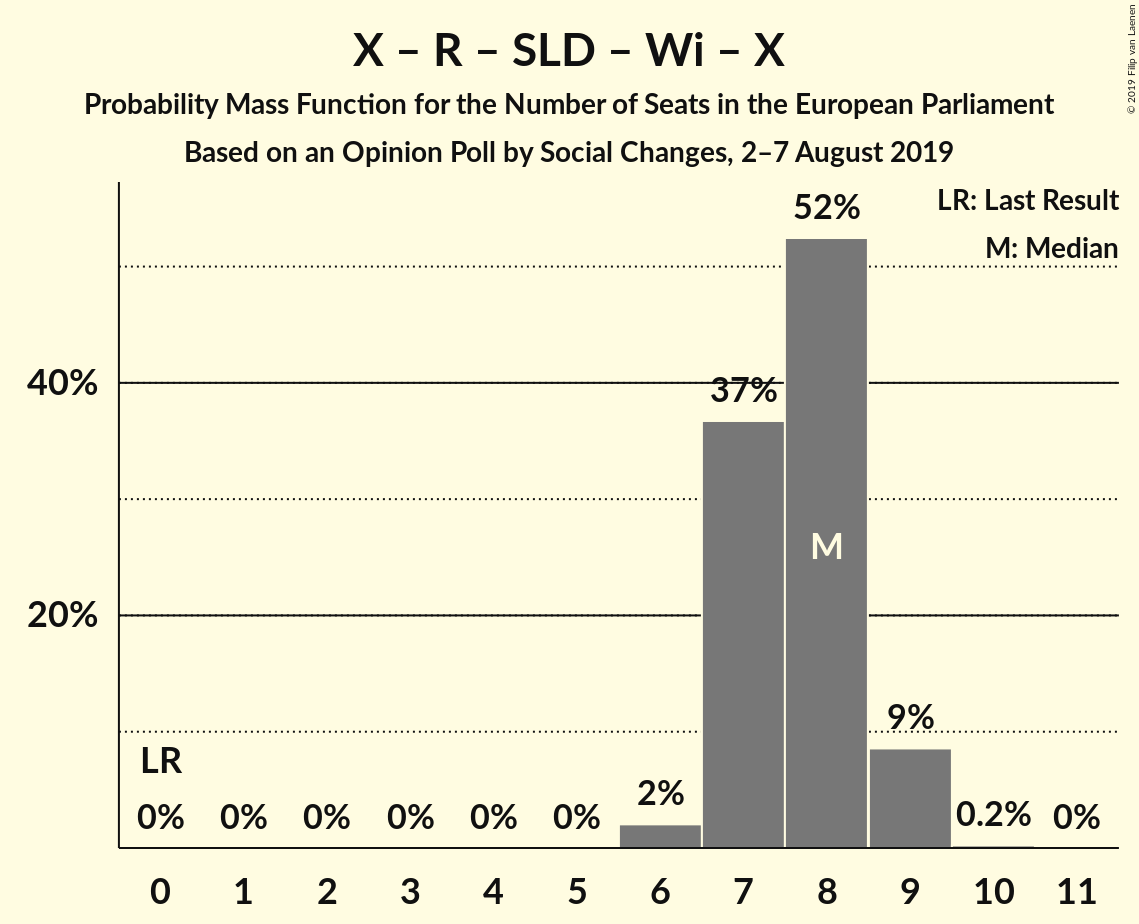 X – R – SLD – Wi – X
Probability Mass Function for the Number of Seats in the European Parliament
Based on an Opinion Poll by Social Changes, 2–7 August 2019
© 2019 Filip van Laenen
LR: Last Result
M: Median
52%
40%
37%
M
20%
9%
LR
2%
0% 0% 0% 0% 0% 0% 0.2% 0%
0 1 2 3 4 5 6 7 8 9 10 11